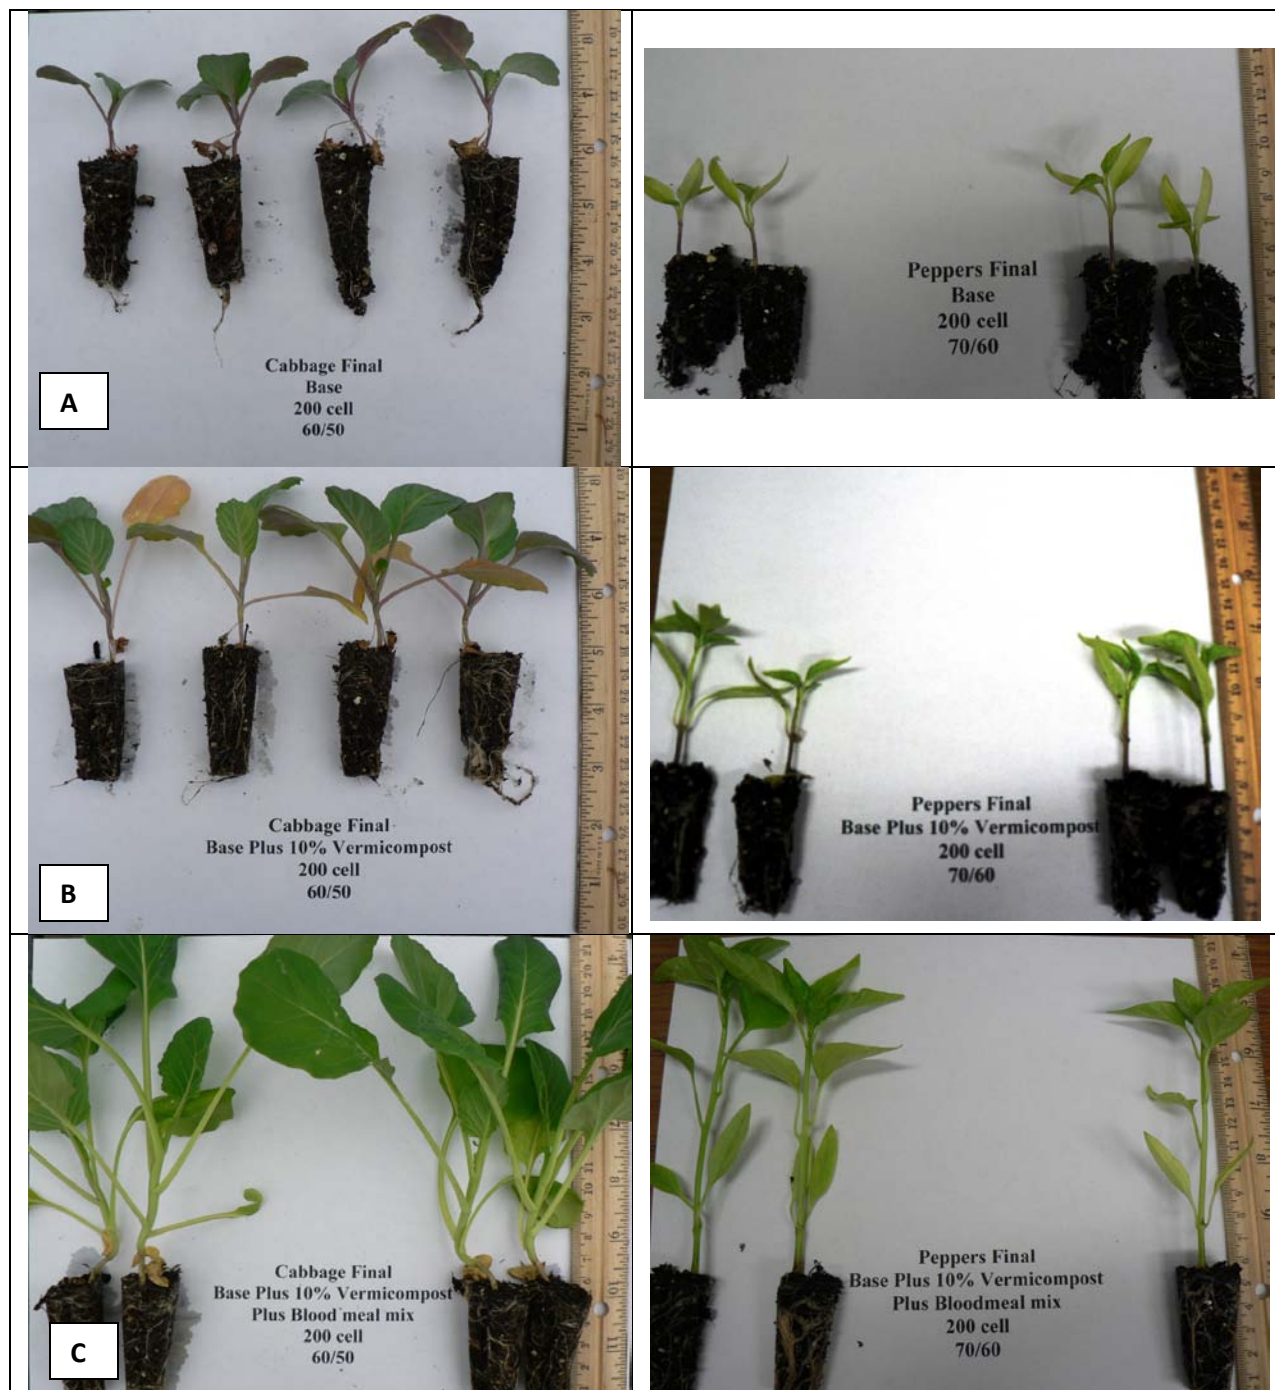 Cabbage Final
Base
200 cell
60/50
A
Peppers Final
Base
200 cell
70/60
Cabbage Final
Base Plus 10% Vermicompost
200 cell
60/50
B
Peppers Final
Base Plus 10% Vermicompost
200 cell
70/60
Cabbage Final
Base Plus 10% Vermicompost
Plus Blood meal mix
200 cell
60/50
C
Peppers Final
Base Plus 10% Vermicompost
Plus Bloodmeal mix
200 cell
70/60